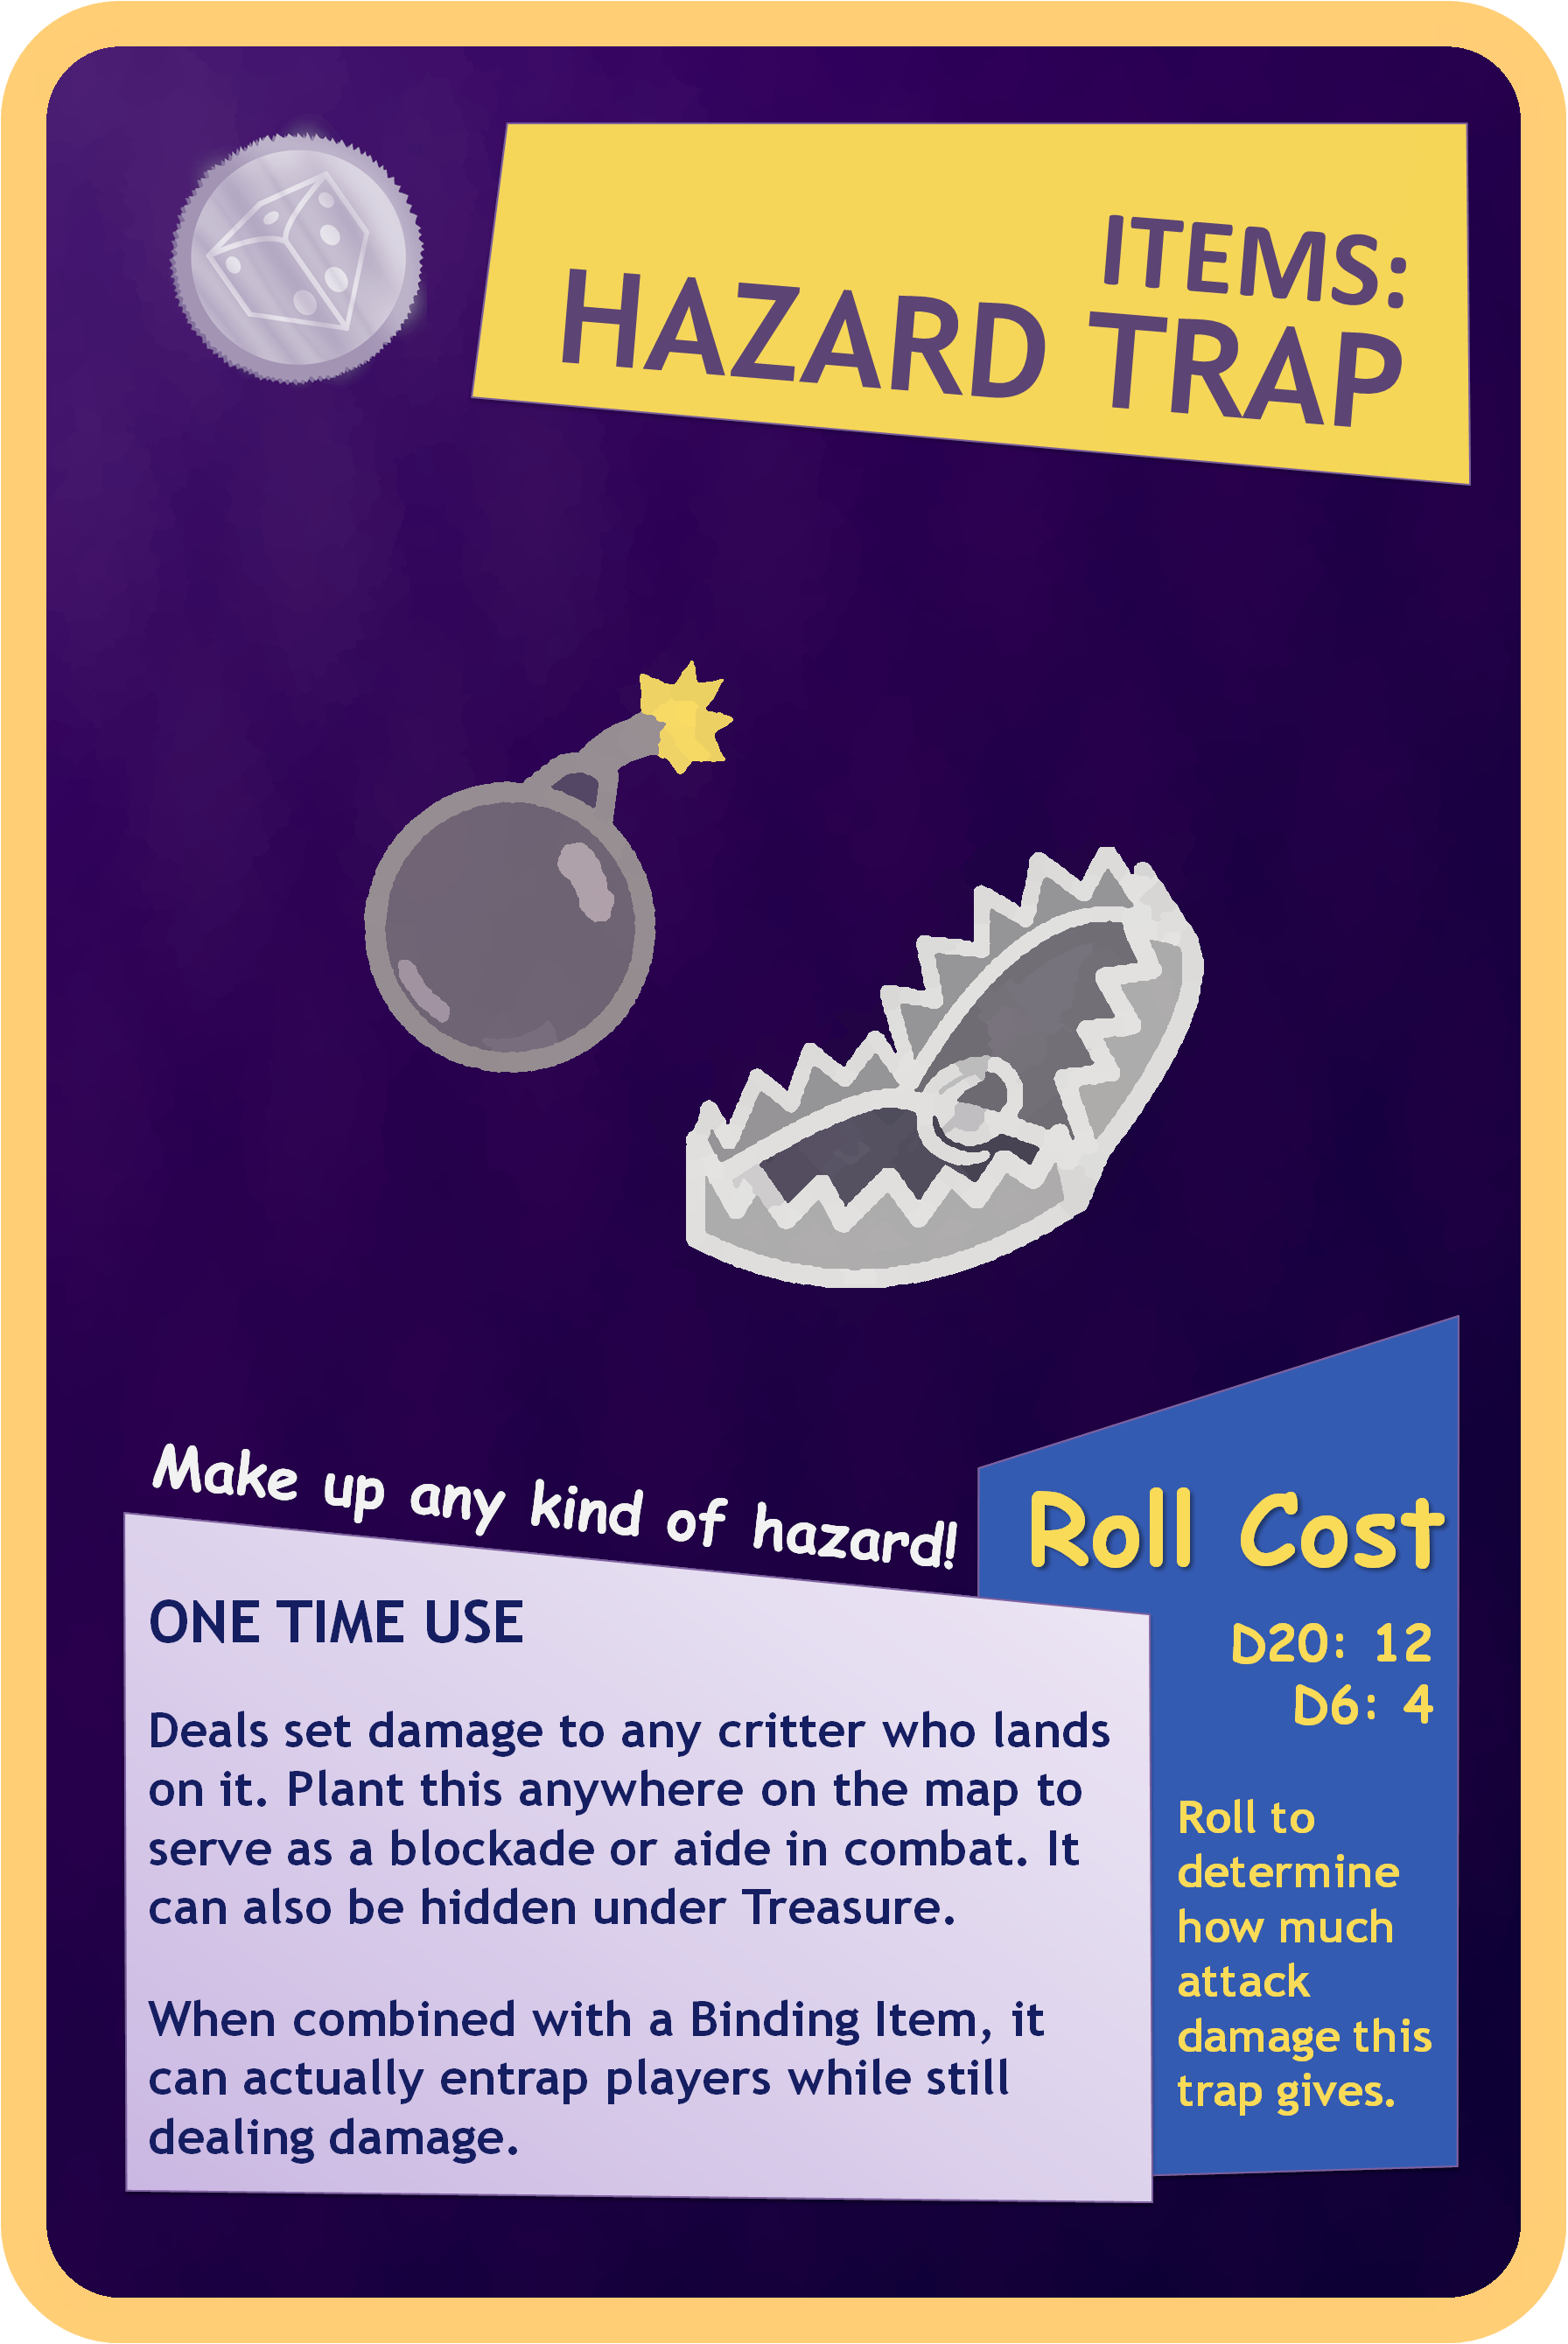 ITEMS:
HAZARD TRAP
Make up any kind of hazard!
ONE TIME USE
Deals set damage to any critter who lands
on it. Plant this anywhere on the map to
serve as a blockade or aide in combat. It
can also be hidden under Treasure.
When combined with a Binding Item, it
can actually entrap players while still
dealing damage.
Roll Cost
D20: 12
D6: 4
Roll to
determine
how much
attack
damage this
trap gives.